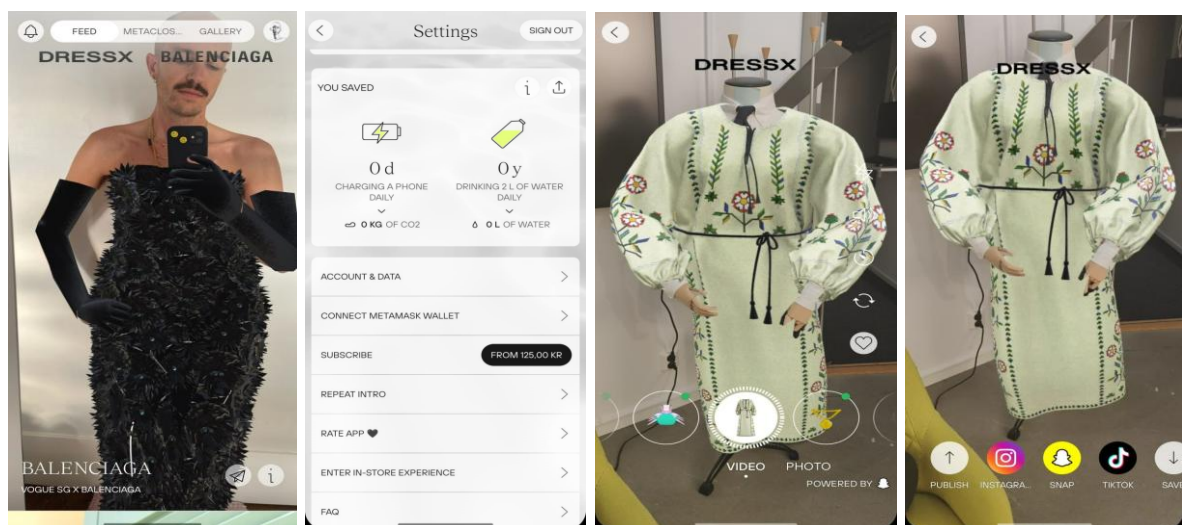 FEED METACLOS... GALLERY
DRESSX BALENCIAGA
BALENCIAGA
VOGUE SG X BALENCIAGA
Settings
SIGN OUT
YOU SAVED
i
0 d
CHARGING A PHONE
DAILY
0 KG OF CO2
0 y
DRINKING 2 L OF WATER
DAILY
0 L OF WATER
ACCOUNT & DATA
CONNECT METAMASK WALLET
SUBSCRIBE
FROM 125,00 KR
REPEAT INTRO
RATE APP 🖤
ENTER IN-STORE EXPERIENCE
FAQ
DRESSX
VIDEO PHOTO
POWERED BY
DRESSX
PUBLISH INSTAGRA... SNAP TIKTOK SAVE